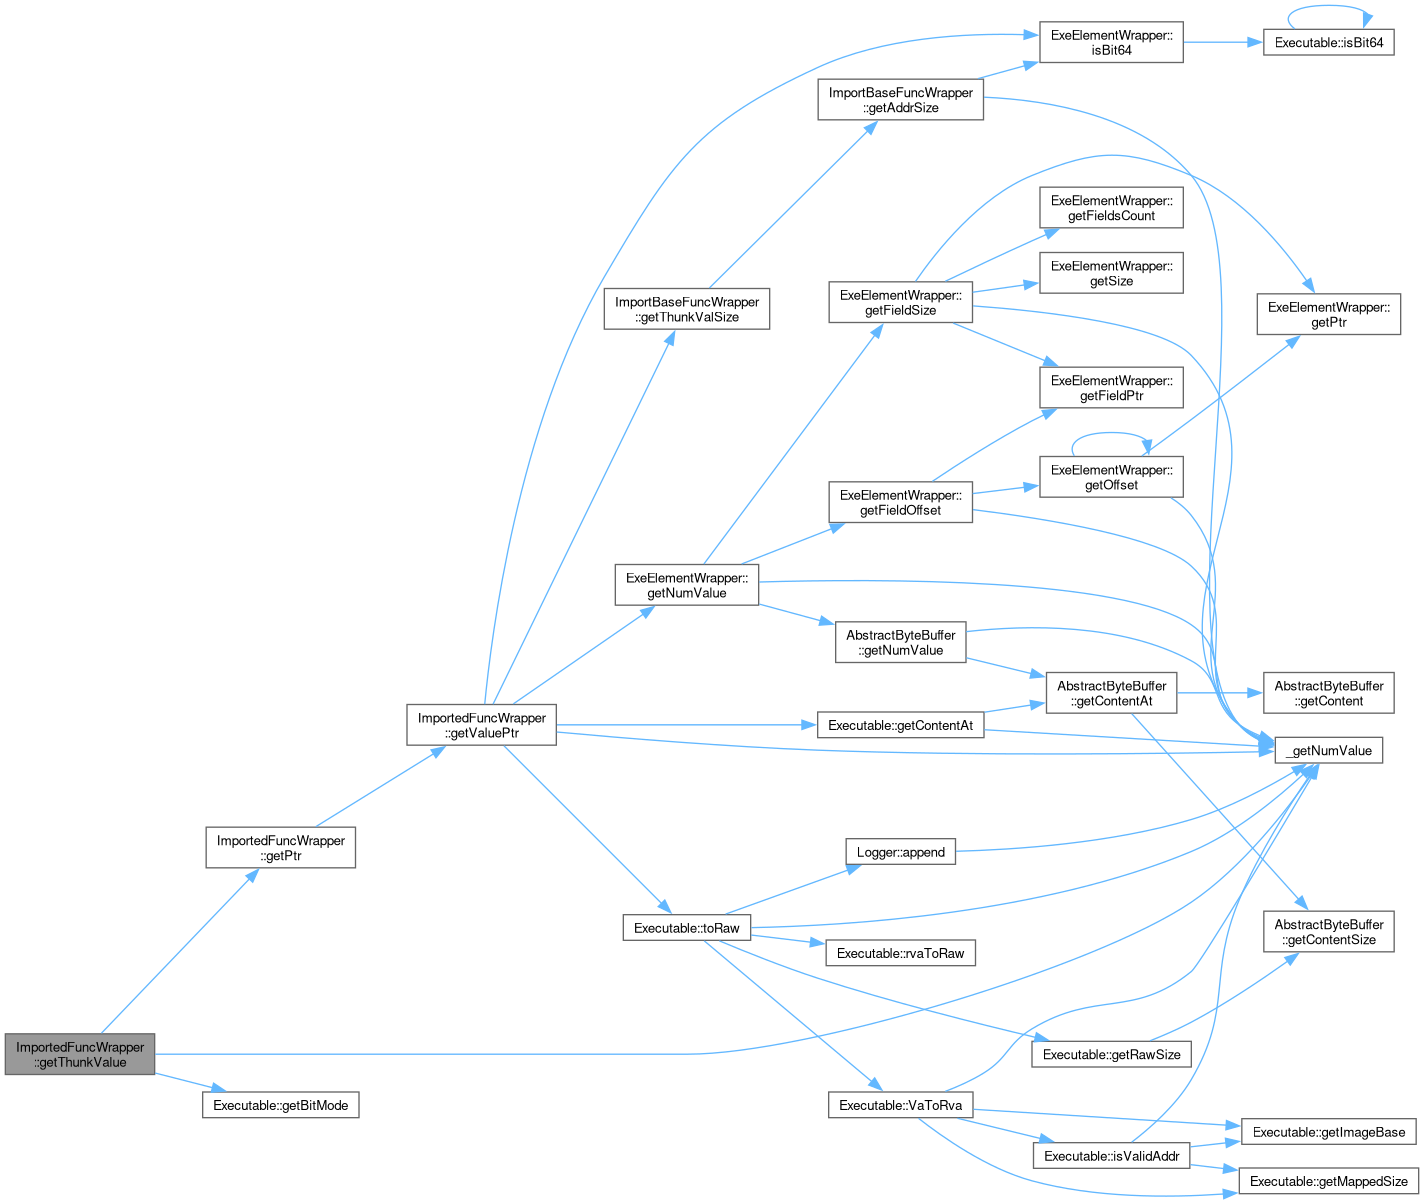 ExeElementWrapper::
isBit64
Executable::isBit64
ImportBaseFuncWrapper
::getAddrSize
ExeElementWrapper::
getFieldsCount
ExeElementWrapper::
getSize
ImportBaseFuncWrapper
::getThunkValSize
ExeElementWrapper::
getFieldSize
ExeElementWrapper::
getPtr
ExeElementWrapper::
getFieldPtr
ExeElementWrapper::
getOffset
ExeElementWrapper::
getFieldOffset
ExeElementWrapper::
getNumValue
AbstractByteBuffer
::getNumValue
AbstractByteBuffer
::getContentAt
AbstractByteBuffer
::getContent
ImportedFuncWrapper
::getValuePtr
Executable::getContentAt
_getNumValue
ImportedFuncWrapper
::getPtr
Logger::append
Executable::toRaw
Executable::rvaToRaw
AbstractByteBuffer
::getContentSize
ImportedFuncWrapper
::getThunkValue
Executable::getRawSize
Executable::getBitMode
Executable::VaToRva
Executable::getImageBase
Executable::isValidAddr
Executable::getMappedSize